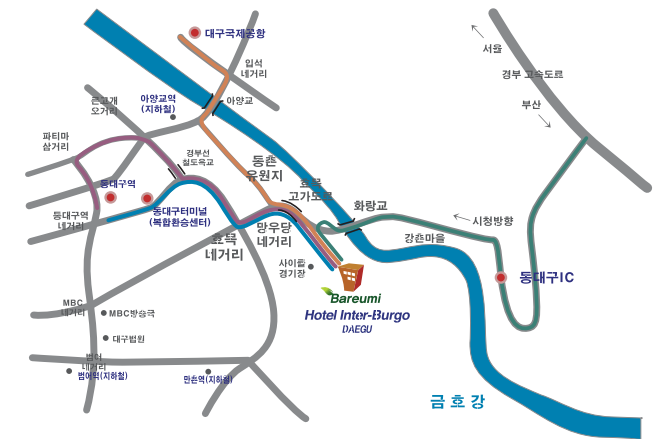 대구국제공항
서울
입석
네거리
경부 고속도로
큰고개
오거리
아양교역
(지하철)
아양교
부산
파티마
삼거리
경부선
철도육교
동촌
유원지
동대구역
효목
고가도로
화랑교
시청방향
동대구역
네거리
동대구터미널
(복합환승센터)
효목
네거리
망우당
네거리
강촌마을
사이클
경기장
동대구IC
Bareumi
Hotel Inter-Burgo
DAEGU
MBC
네거리
MBC방송국
대구법원
범어
네거리
범어역(지하철)
만촌역(지하철)
금호강